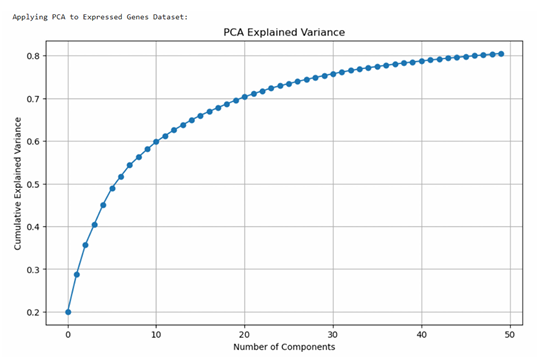 Applying PCA to Expressed Genes Dataset:
PCA Explained Variance
Cumulative Explained Variance
0.8
0.7
0.6
0.5
0.4
0.3
0.2
0 10 20 30 40 50
Number of Components